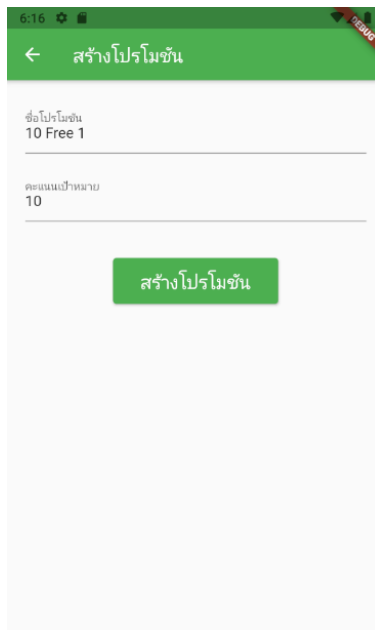 6:16
DEBUG
สร้างโปรโมชัน
ชื่อโปรโมชัน
10 Free 1
คะแนนเป้าหมาย
10
สร้างโปรโมชัน